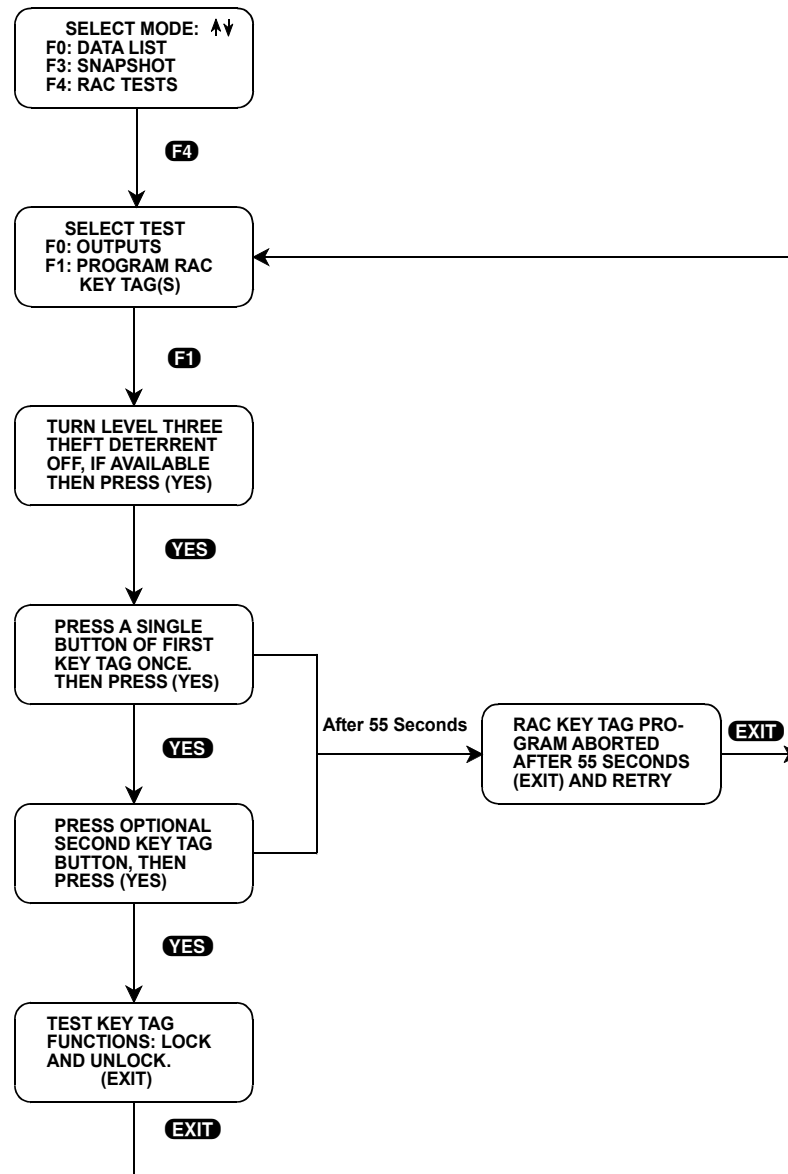 SELECT MODE:
F0: DATA LIST
F3: SNAPSHOT
F4: RAC TESTS
F4
SELECT TEST
F0: OUTPUTS
F1: PROGRAM RAC
KEY TAG(S)
F1
TURN LEVEL THREE
THEFT DETERRENT
OFF, IF AVAILABLE
THEN PRESS (YES)
YES
PRESS A SINGLE
BUTTON OF FIRST
KEY TAG ONCE.
THEN PRESS (YES)
After 55 Seconds
RAC KEY TAG PRO-
GRAM ABORTED
AFTER 55 SECONDS
(EXIT) AND RETRY
EXIT
YES
PRESS OPTIONAL
SECOND KEY TAG
BUTTON, THEN
PRESS (YES)
YES
TEST KEY TAG
FUNCTIONS: LOCK
AND UNLOCK.
(EXIT)
EXIT